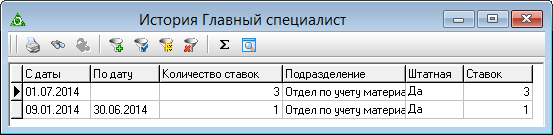 История Главный специалист
С даты По дату Количество ставок Подразделение Штатная Ставок
01.07.2014 3 Отдел по учету материа Да 3
09.01.2014 30.06.2014 1 Отдел по учету материа Да 1